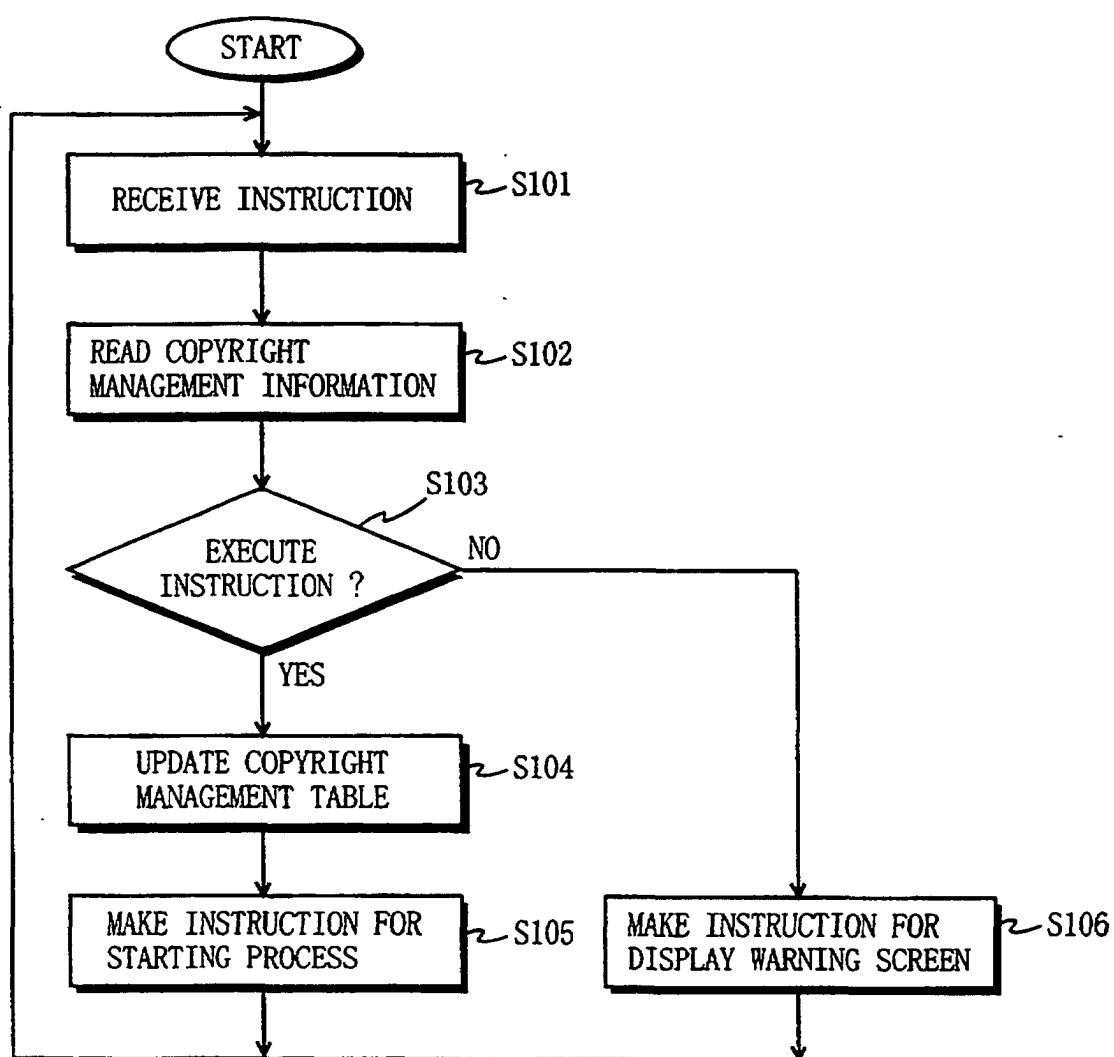 START
RECEIVE INSTRUCTION
S101
READ COPYRIGHT
MANAGEMENT INFORMATION
S102
S103
EXECUTE
INSTRUCTION ?
NO
YES
UPDATE COPYRIGHT
MANAGEMENT TABLE
S104
MAKE INSTRUCTION FOR
STARTING PROCESS
S105
MAKE INSTRUCTION FOR
DISPLAY WARNING SCREEN
S106